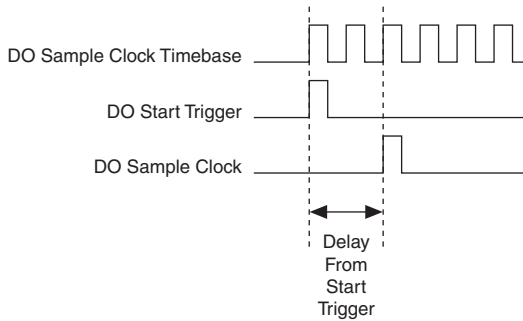 DO Sample Clock Timebase
DO Start Trigger
DO Sample Clock
Delay
From
Start
Trigger